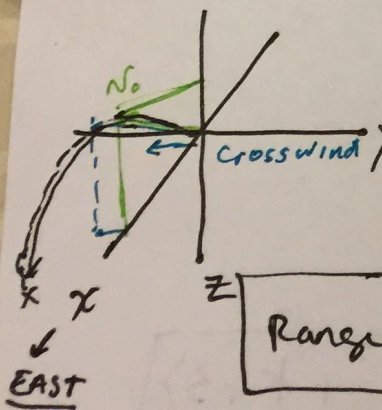 N₀
Crosswind
y
x x z
Range
EAST